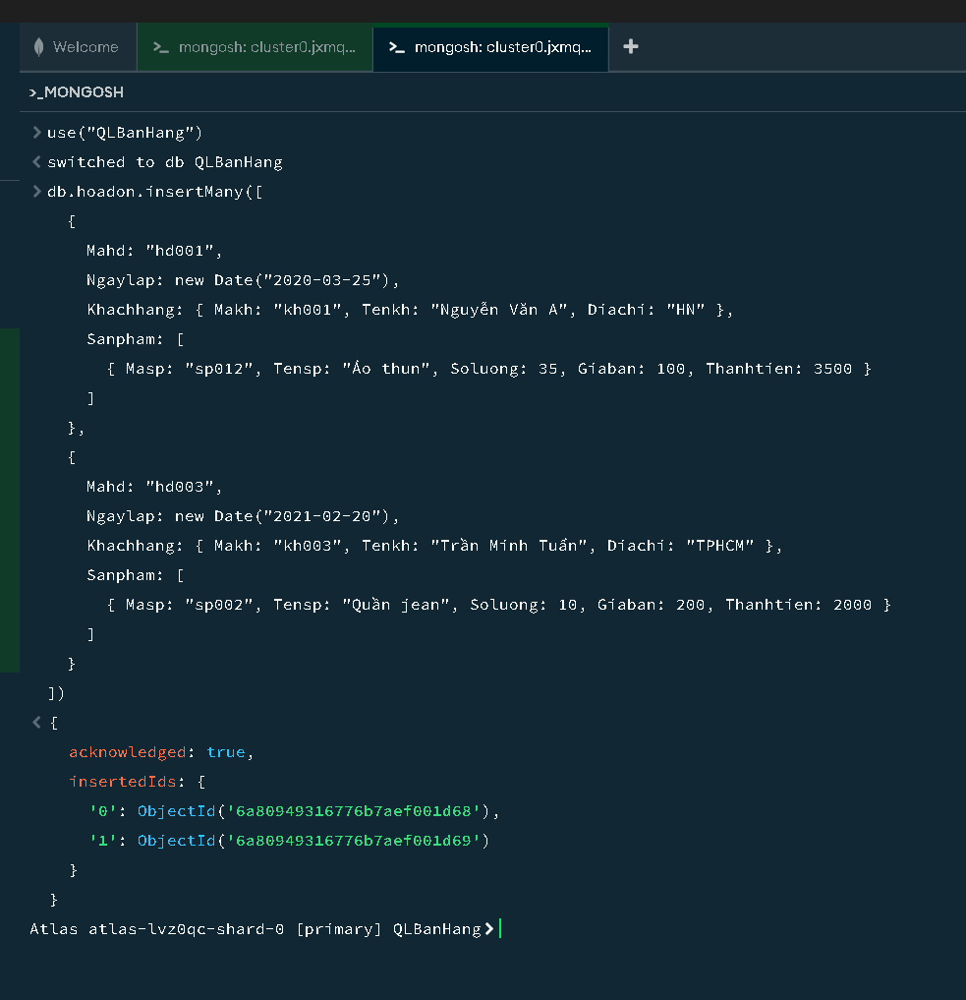 Welcome
>_ mongosh: cluster0.jxmq...
>_ mongosh: cluster0.jxmq...
+
>_MONGOSH
> use("QLBanHang")
< switched to db QLBanHang
> db.hoadon.insertMany([
{
Mahd: "hd001",
Ngaylap: new Date("2020-03-25"),
Khachhang: { Makh: "kh001", Tenkh: "Nguyễn Văn A", Diachi: "HN" },
Sanpham: [
{ Masp: "sp012", Tensp: "Áo thun", Soluong: 35, Giaban: 100, Thanhtien: 3500 }
]
},
{
Mahd: "hd003",
Ngaylap: new Date("2021-02-20"),
Khachhang: { Makh: "kh003", Tenkh: "Trần Minh Tuấn", Diachi: "TPHCM" },
Sanpham: [
{ Masp: "sp002", Tensp: "Quần jean", Soluong: 10, Giaban: 200, Thanhtien: 2000 }
]
}
])
< {
acknowledged: true,
insertedIds: {
'0': ObjectId('6a80949316776b7aef001d68'),
'1': ObjectId('6a80949316776b7aef001d69')
}
}
Atlas atlas-lvz0qc-shard-0 [primary] QLBanHang>